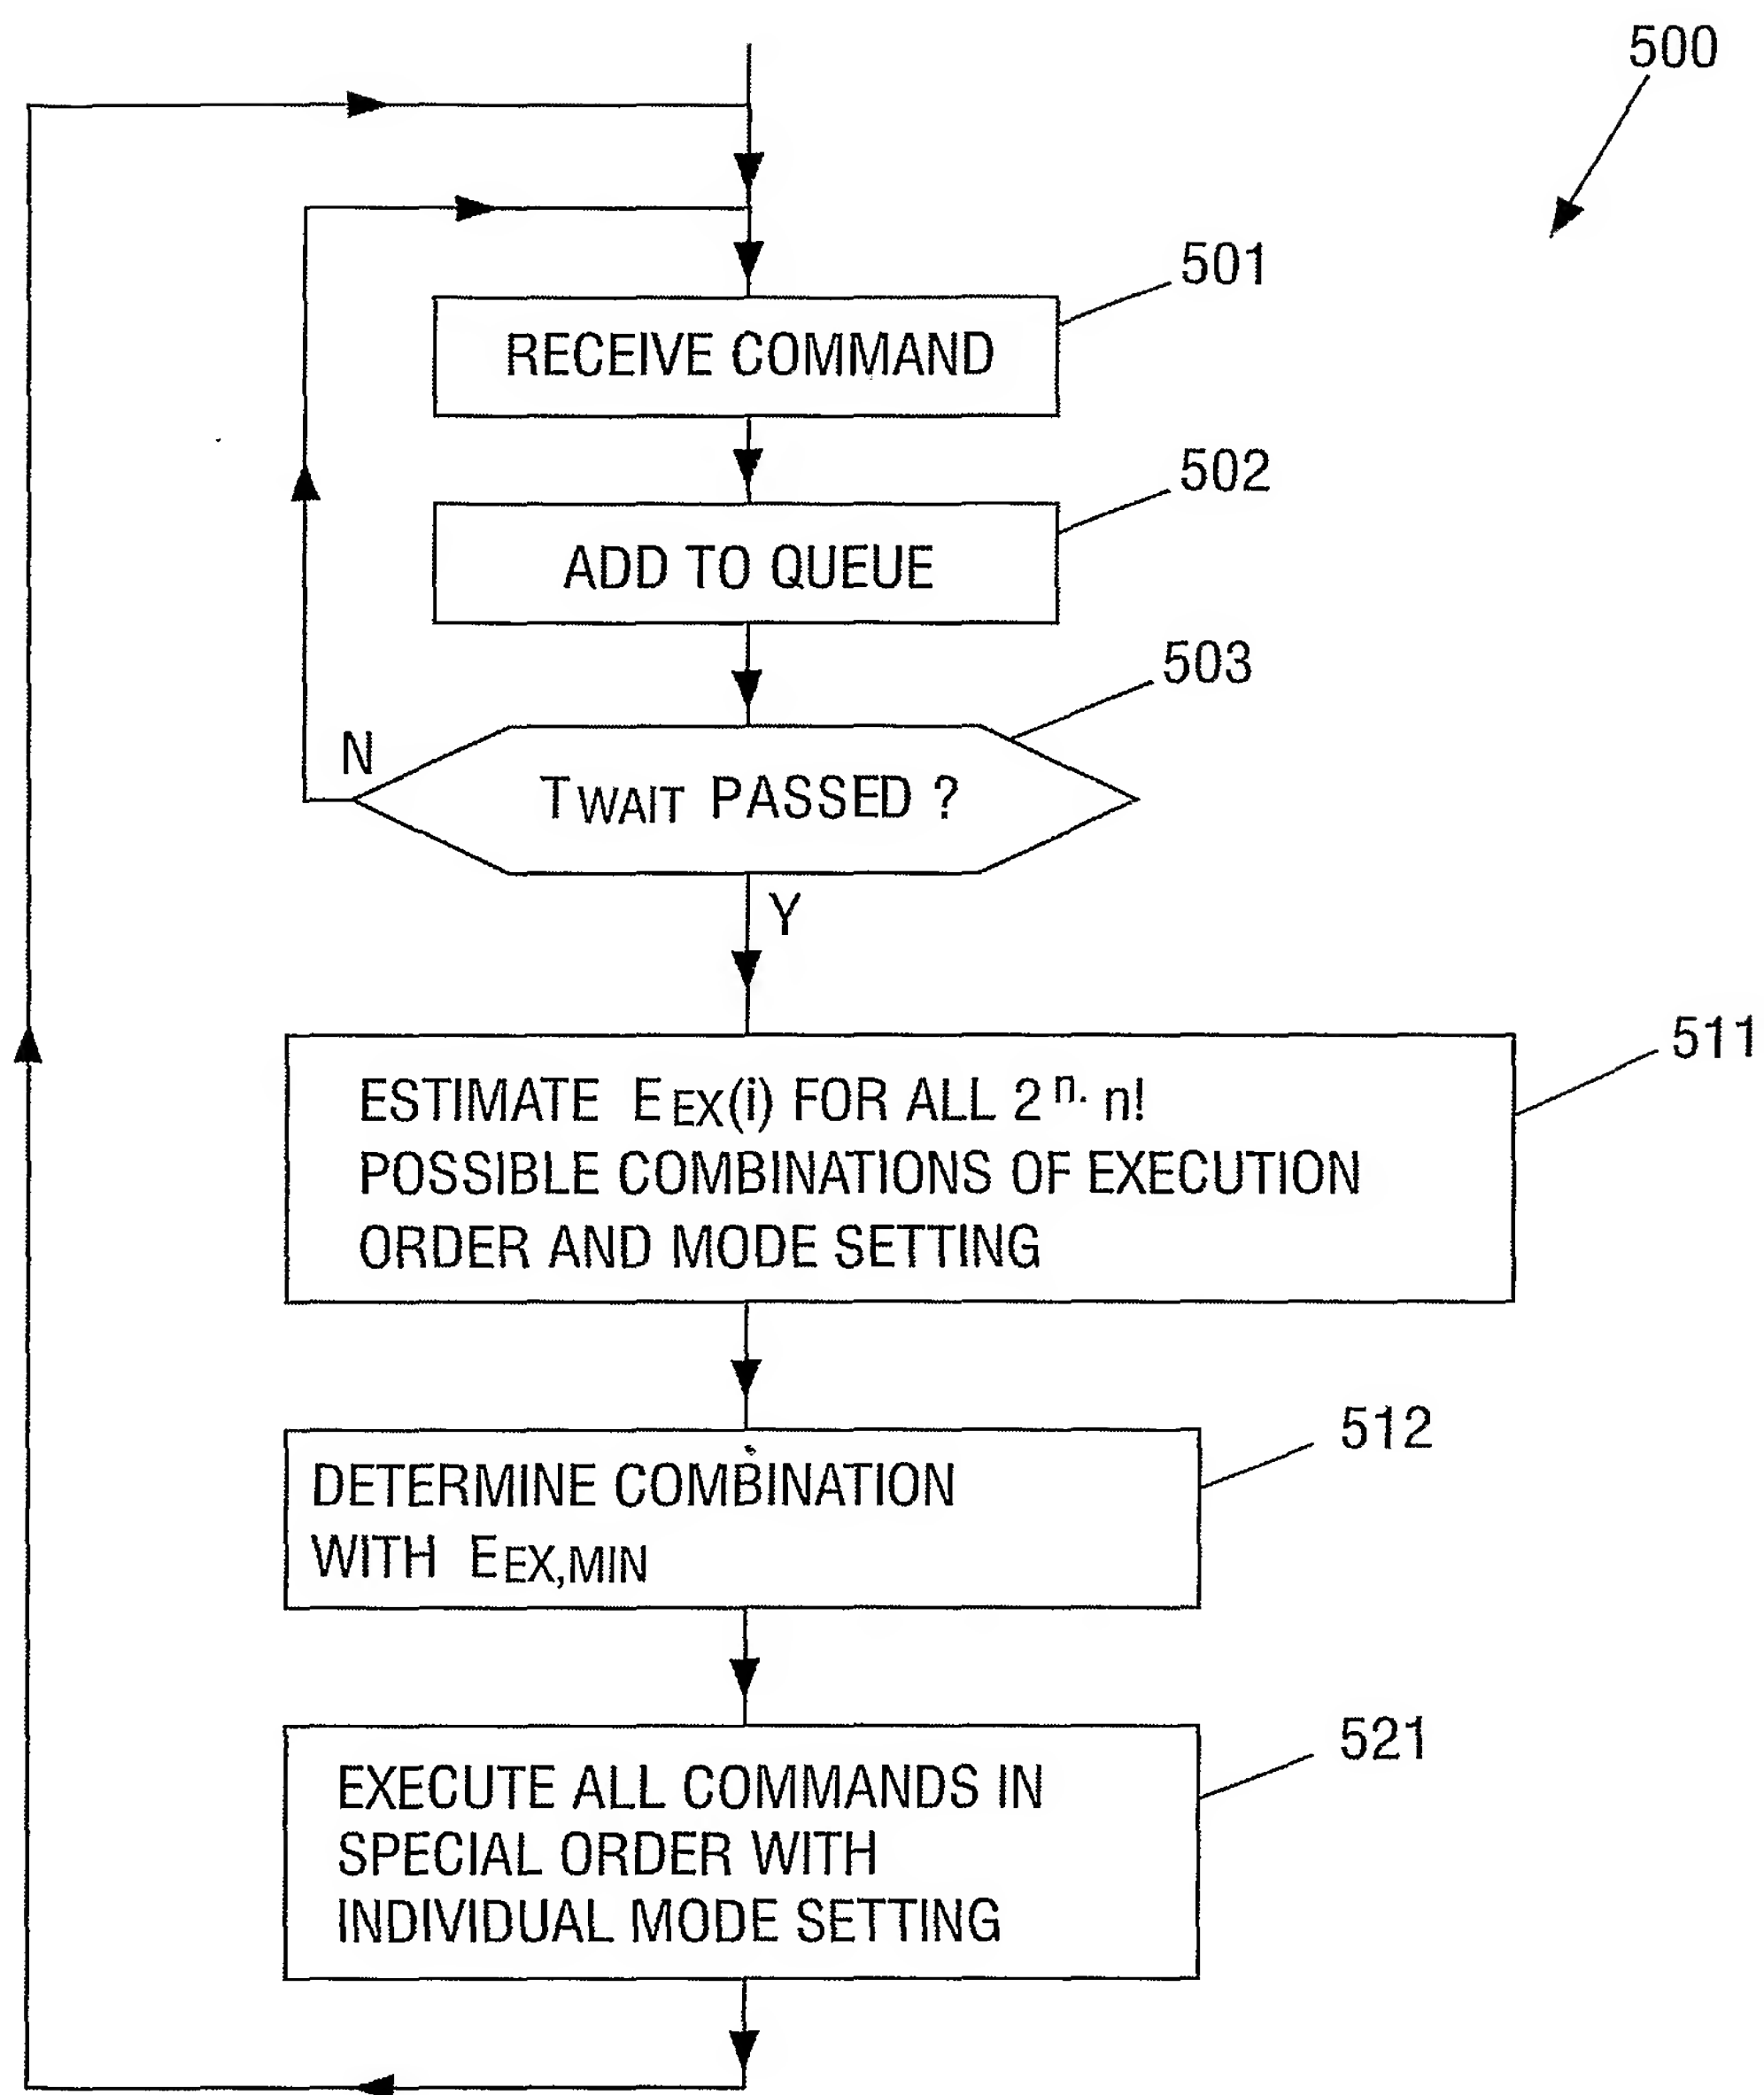 500
501
RECEIVE COMMAND
502
ADD TO QUEUE
503
N
TWAIT PASSED ?
Y
511
ESTIMATE EEX(i) FOR ALL 2ⁿ· n!
POSSIBLE COMBINATIONS OF EXECUTION
ORDER AND MODE SETTING
512
DETERMINE COMBINATION
WITH EEX,MIN
521
EXECUTE ALL COMMANDS IN
SPECIAL ORDER WITH
INDIVIDUAL MODE SETTING